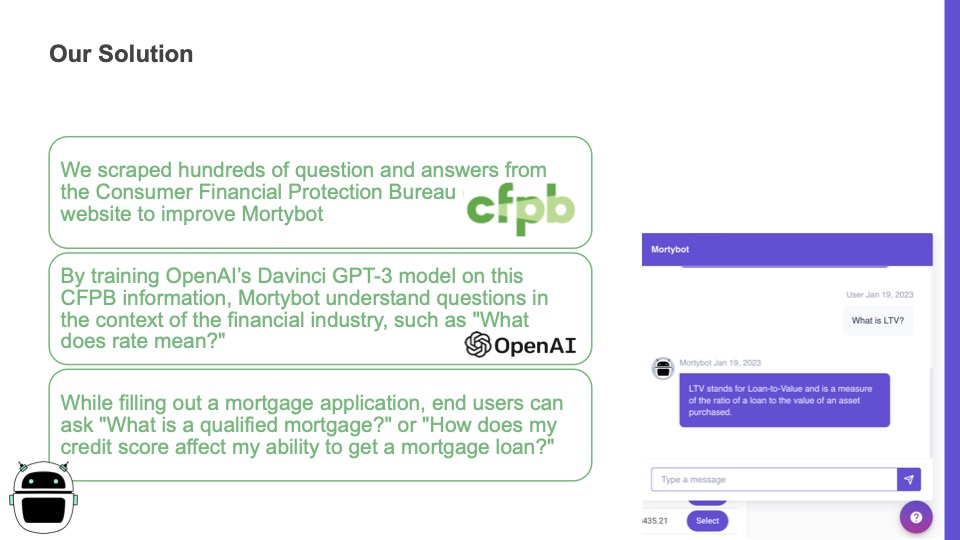 Our Solution
We scraped hundreds of question and answers from
the Consumer Financial Protection Bureau
website to improve Mortybot
cfpb
By training OpenAI’s Davinci GPT-3 model on this
CFPB information, Mortybot understand questions in
the context of the financial industry, such as "What
does rate mean?"
OpenAI
While filling out a mortgage application, end users can
ask "What is a qualified mortgage?" or "How does my
credit score affect my ability to get a mortgage loan?"
Mortybot
User Jan 19, 2023
What is LTV?
Mortybot Jan 19, 2023
LTV stands for Loan-to-Value and is a measure
of the ratio of a loan to the value of an asset
purchased.
Type a message
435.21
Select
?